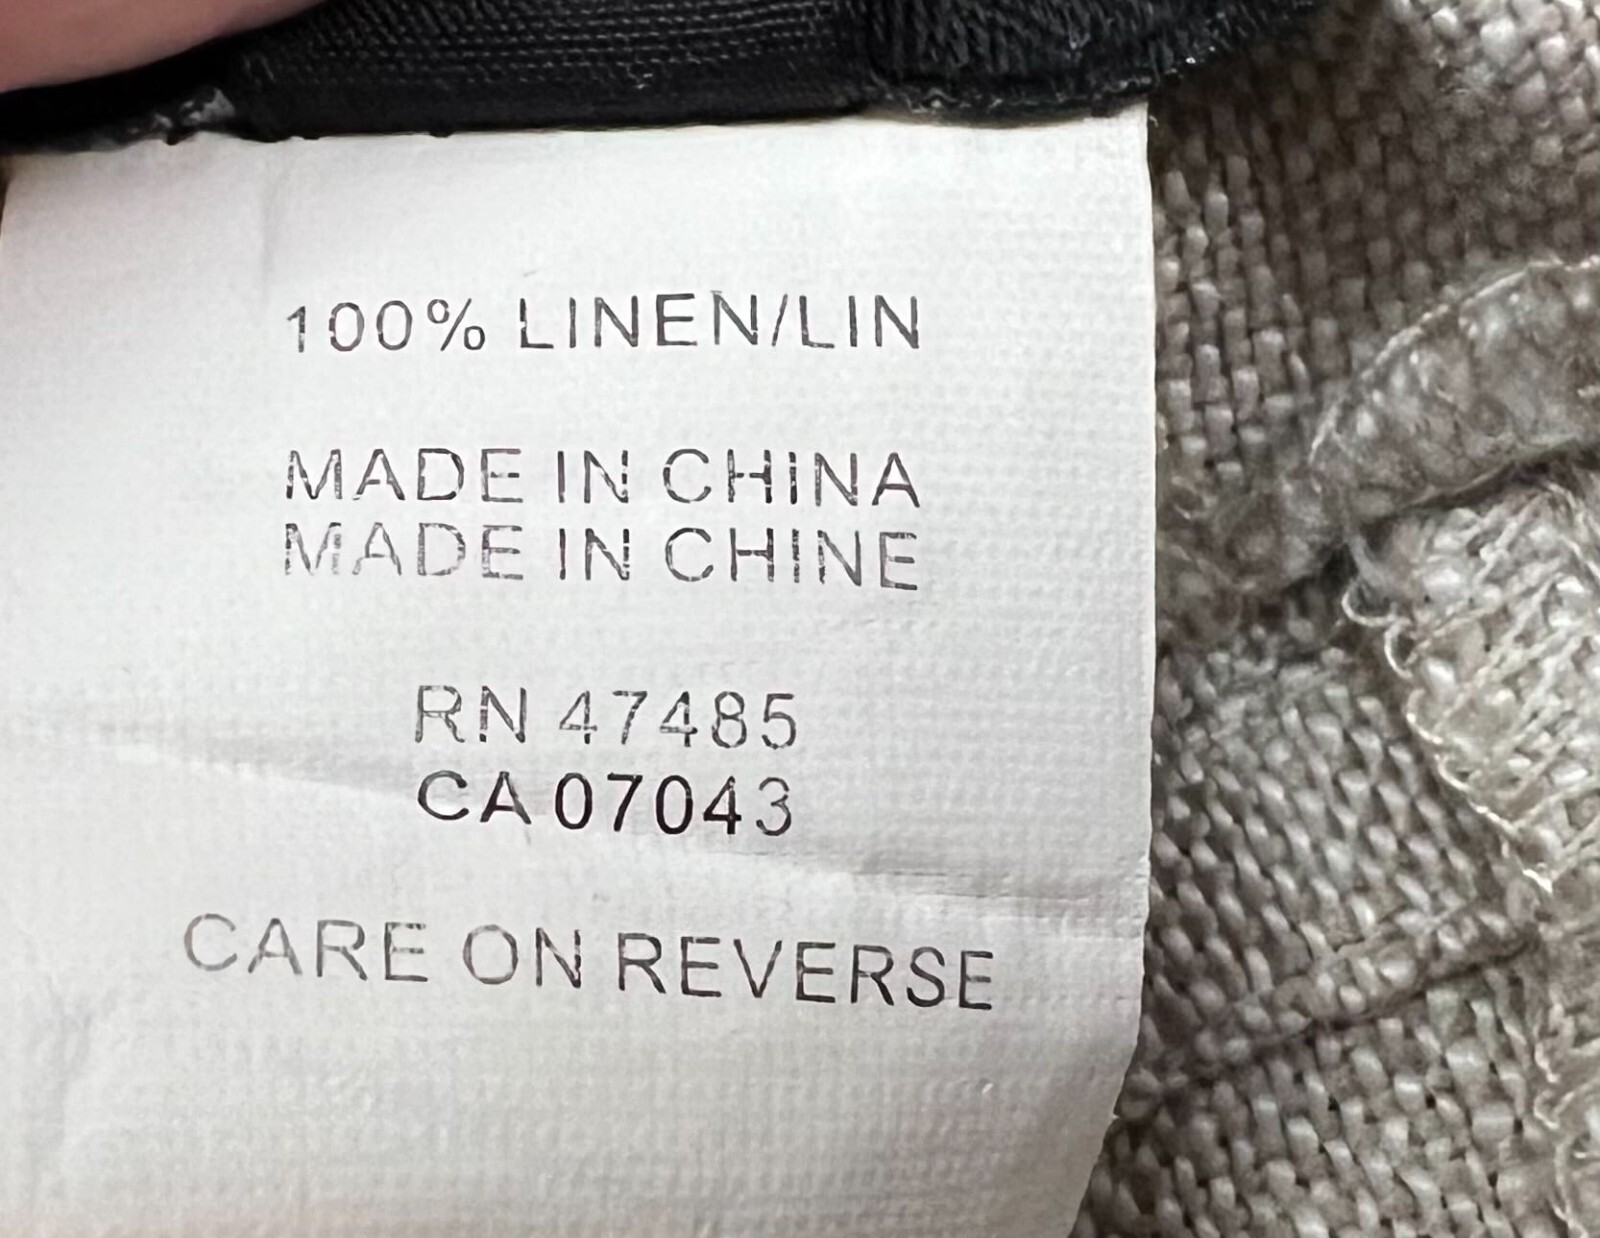 100% LINEN/LIN
MADE IN CHINA
MADE IN CHINE
RN 47485
CA 07043
CARE ON REVERSE